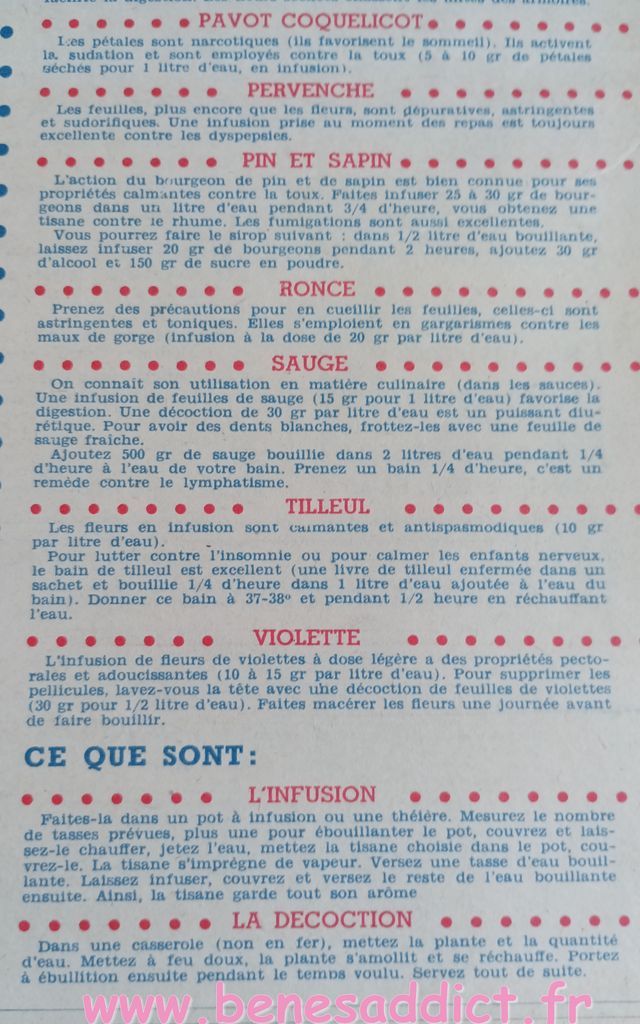 PAVOT COQUELICOT
Les pétales sont narcotiques (ils favorisent le sommeil). Ils activent
la sudation et sont employés contre la toux (5 à 10 gr de pétales
séchés pour 1 litre d'eau, en infusion).
PERVENCHE
Les feuilles, plus encore que les fleurs, sont dépuratives, astringentes
et sudorifiques. Une infusion prise au moment des repas est toujours
excellente contre les dyspepsies.
PIN ET SAPIN
L'action du bourgeon de pin et de sapin est bien connue pour ses
propriétés calmantes contre la toux. Faites infuser 25 à 30 gr de bour-
geons dans un litre d'eau pendant 3/4 d'heure, vous obtenez une
tisane contre le rhume. Les fumigations sont aussi excellentes.
Vous pourrez faire le sirop suivant : dans 1/2 litre d'eau bouillante,
laissez infuser 20 gr de bourgeons pendant 2 heures, ajoutez 30 gr
d'alcool et 150 gr de sucre en poudre.
RONCE
Prenez des précautions pour en cueillir les feuilles, celles-ci sont
astringentes et toniques. Elles s'emploient en gargarismes contre les
maux de gorge (infusion à la dose de 20 gr par litre d'eau).
SAUGE
On connaît son utilisation en matière culinaire (dans les sauces).
Une infusion de feuilles de sauge (15 gr pour 1 litre d'eau) favorise la
digestion. Une décoction de 30 gr par litre d'eau est un puissant diu-
rétique. Pour avoir des dents blanches, frottez-les avec une feuille de
sauge fraîche.
Ajoutez 500 gr de sauge bouillie dans 2 litres d'eau pendant 1/4
d'heure à l'eau de votre bain. Prenez un bain 1/4 d'heure, c'est un
remède contre le lymphatisme.
TILLEUL
Les fleurs en infusion sont calmantes et antispasmodiques (10 gr
par litre d'eau).
Pour lutter contre l'insomnie ou pour calmer les enfants nerveux,
le bain de tilleul est excellent (une livre de tilleul enfermée dans un
sachet et bouillie 1/4 d'heure dans 1 litre d'eau ajoutée à l'eau du
bain). Donner ce bain à 37-38° et pendant 1/2 heure en réchauffant
l'eau.
VIOLETTE
L'infusion de fleurs de violettes à dose légère a des propriétés pecto-
rales et adoucissantes (10 à 15 gr par litre d'eau). Pour supprimer les
pellicules, lavez-vous la tête avec une décoction de feuilles de violettes
(30 gr pour 1/2 litre d'eau). Faites macérer les fleurs une journée avant
de faire bouillir.
CE QUE SONT :
L'INFUSION
Faites-la dans un pot à infusion ou une théière. Mesurez le nombre
de tasses prévues, plus une pour ébouillanter le pot, couvrez et lais-
sez-le chauffer, jetez l'eau, mettez la tisane choisie dans le pot, cou-
vrez-le. La tisane s'imprègne de vapeur. Versez une tasse d'eau bouil-
lante. Laissez infuser, couvrez et versez le reste de l'eau bouillante
ensuite. Ainsi, la tisane garde tout son arôme
LA DECOCTION
Dans une casserole (non en fer), mettez la plante et la quantité
d'eau. Mettez à feu doux, la plante s'amollit et se réchauffe. Portez
à ébullition ensuite pendant le temps voulu. Servez tout de suite.
www.benesaddict.fr